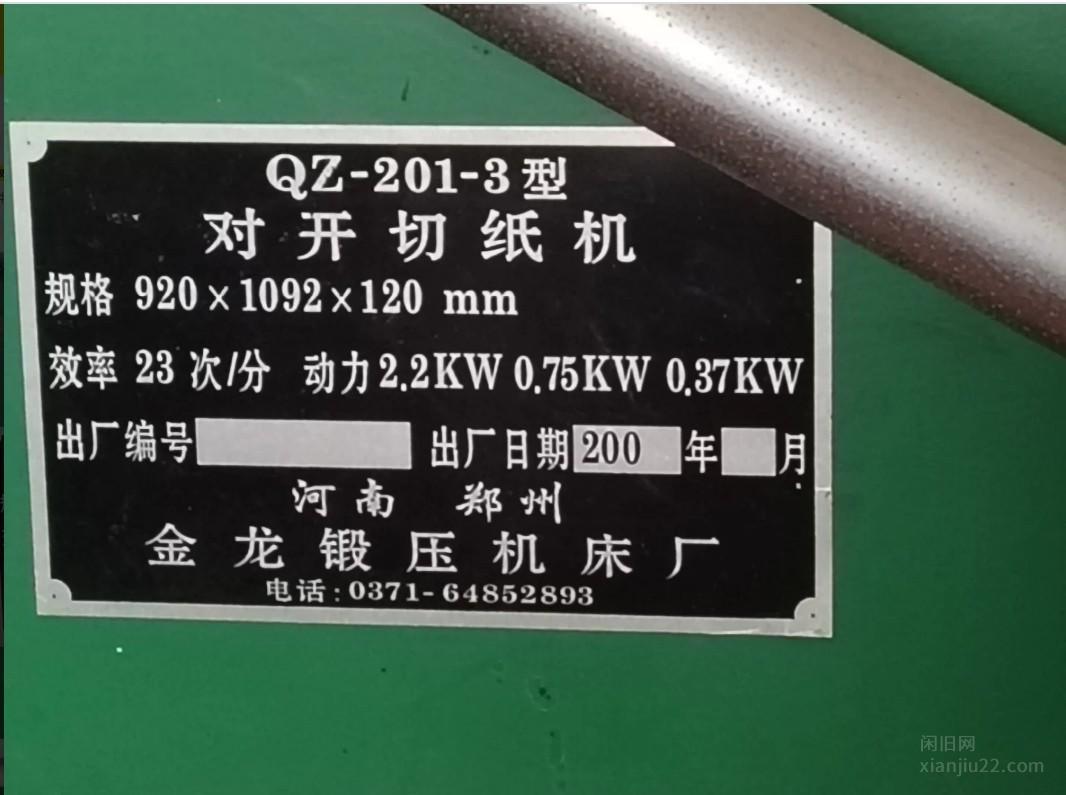 QZ-201-3型
对开切纸机
规格 920×1092×120 mm
效率 23 次/分 动力2.2KW 0.75KW 0.37KW
出厂编号 出厂日期 200 年 月
河南 郑州
金龙锻压机床厂
电话:0371-64852893
闲旧网
xianjiu22.com